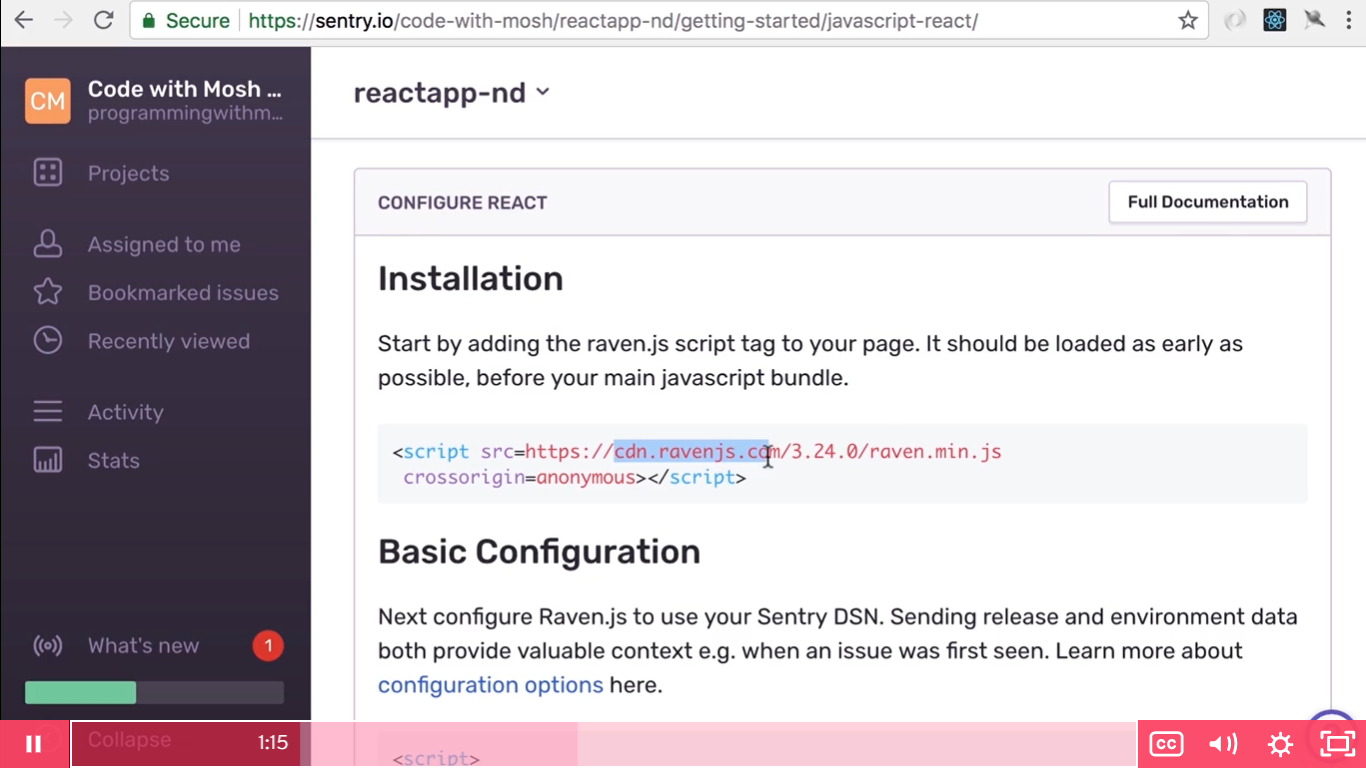 Secure https://sentry.io/code-with-mosh/reactapp-nd/getting-started/javascript-react/
CM
Code with Mosh ...
programmingwithm...
Projects
Assigned to me
Bookmarked issues
Recently viewed
Activity
Stats
What's new
1
Collapse
reactapp-nd
CONFIGURE REACT
Full Documentation
Installation
Start by adding the raven.js script tag to your page. It should be loaded as early as
possible, before your main javascript bundle.
<script src=https://cdn.ravenjs.com/3.24.0/raven.min.js
crossorigin=anonymous></script>
Basic Configuration
Next configure Raven.js to use your Sentry DSN. Sending release and environment data
both provide valuable context e.g. when an issue was first seen. Learn more about
configuration options here.
<script>
1:15
CC